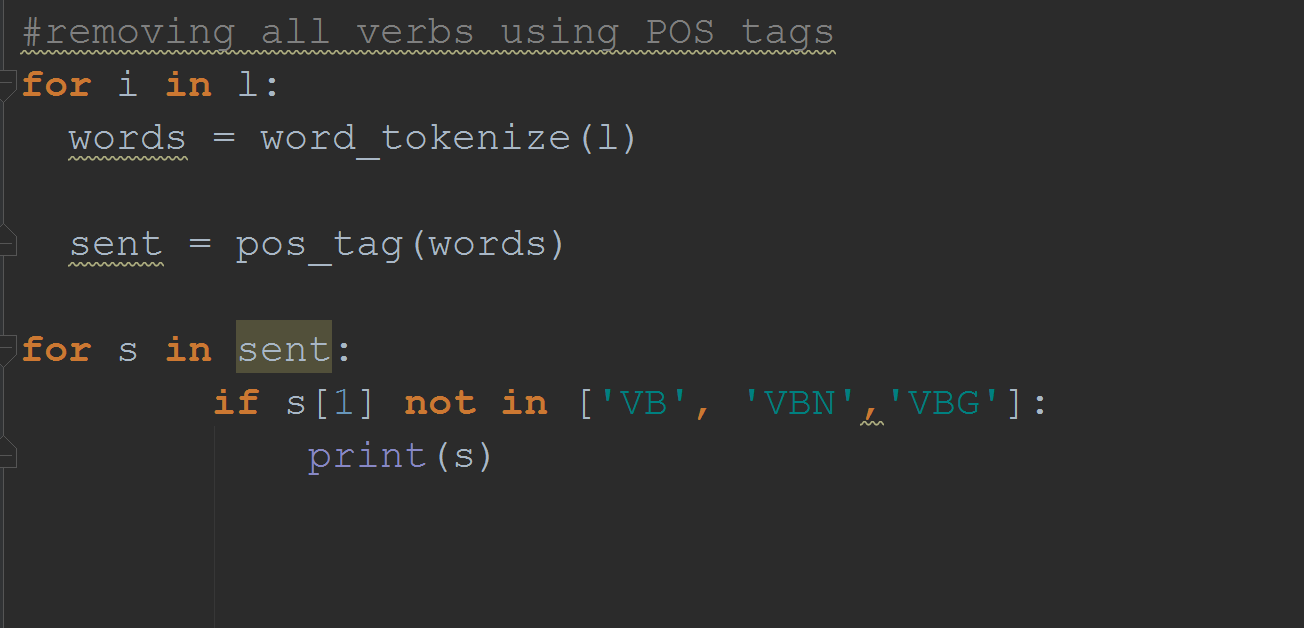 #removing all verbs using POS tags
for i in l:
words = word_tokenize(l)
sent = pos_tag(words)
for s in sent:
if s[1] not in ['VB', 'VBN','VBG']:
print(s)